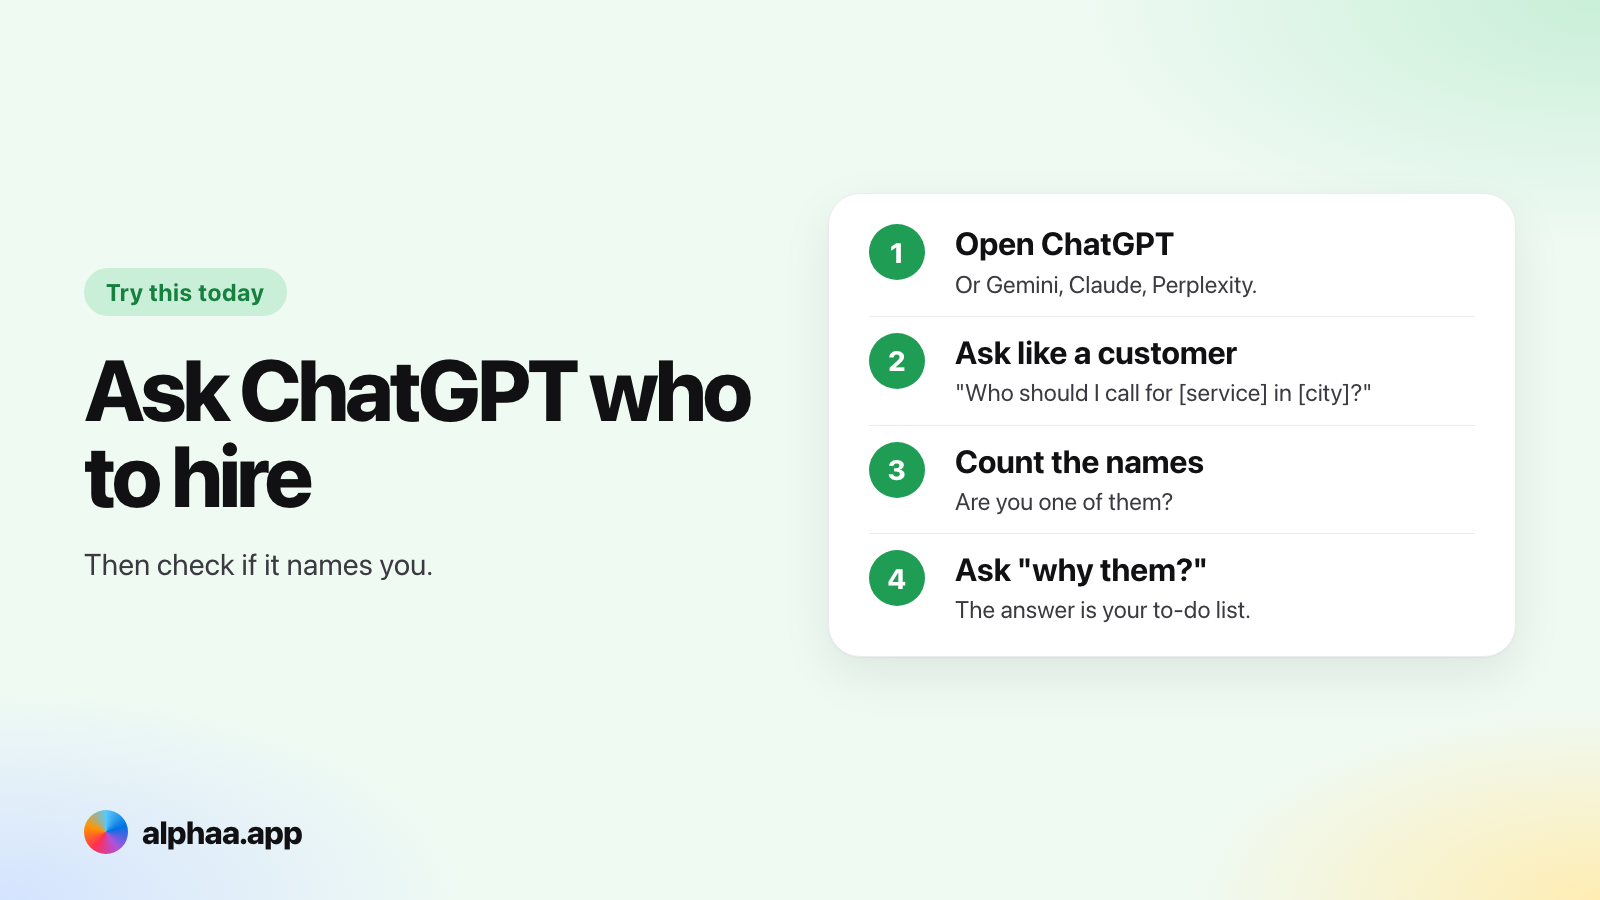 Try this today
Ask ChatGPT who
to hire
Then check if it names you.
1
Open ChatGPT
Or Gemini, Claude, Perplexity.
2
Ask like a customer
"Who should I call for [service] in [city]?"
3
Count the names
Are you one of them?
4
Ask "why them?"
The answer is your to-do list.
alphaa.app